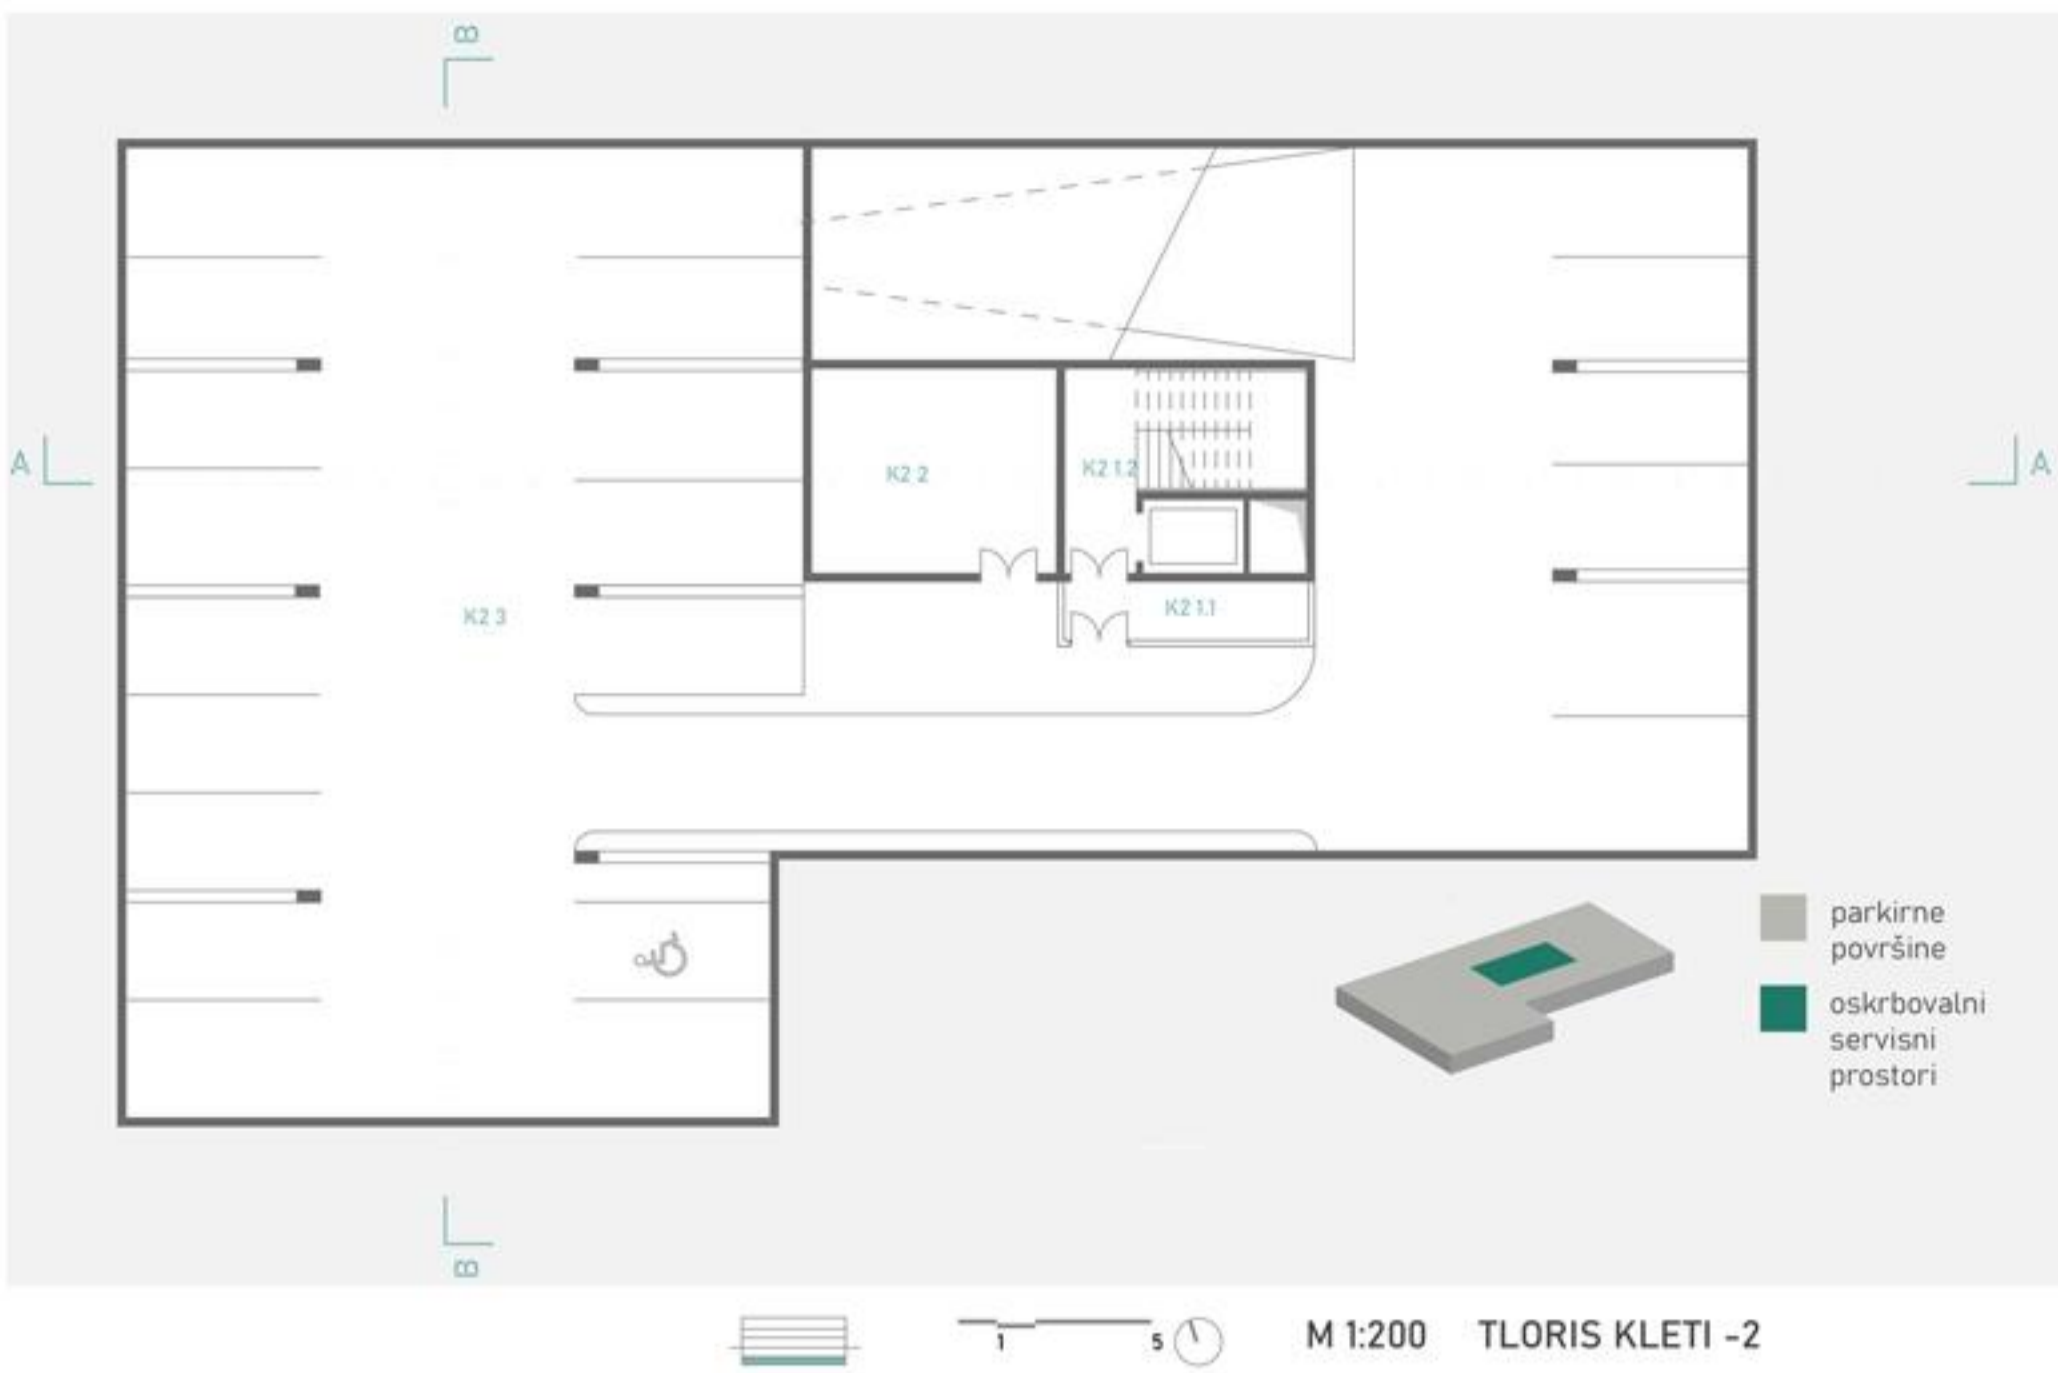 B
A
A
K2 2
K2 1.2
K2 1.1
K2 3
parkirne
površine
oskrbovalni
servisni
prostori
B
1
5
M 1:200
TLORIS KLETI -2